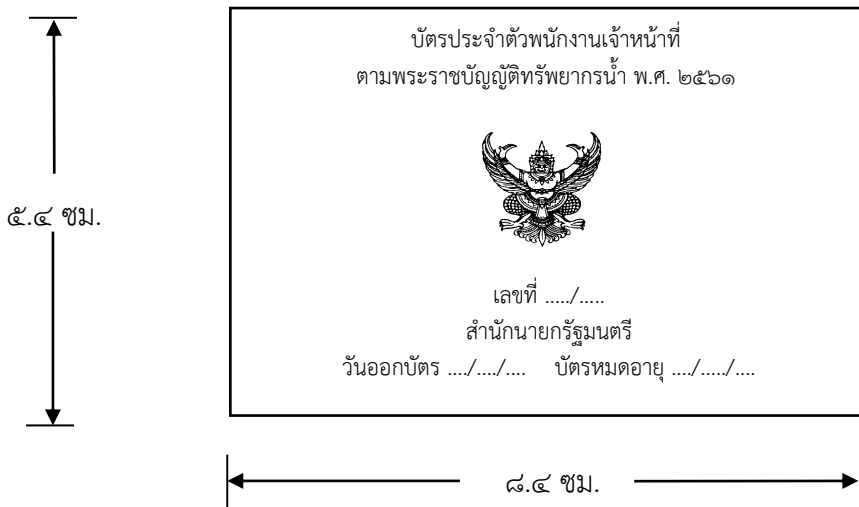 บัตรประจำตัวพนักงานเจ้าหน้าที่
ตามพระราชบัญญัติทรัพยากรน้ำ พ.ศ. ๒๕๖๑
๕.๔ ซม.
เลขที่ ...../.....
สำนักนายกรัฐมนตรี
วันออกบัตร ..../..../.... บัตรหมดอายุ ..../...../....
๘.๔ ซม.